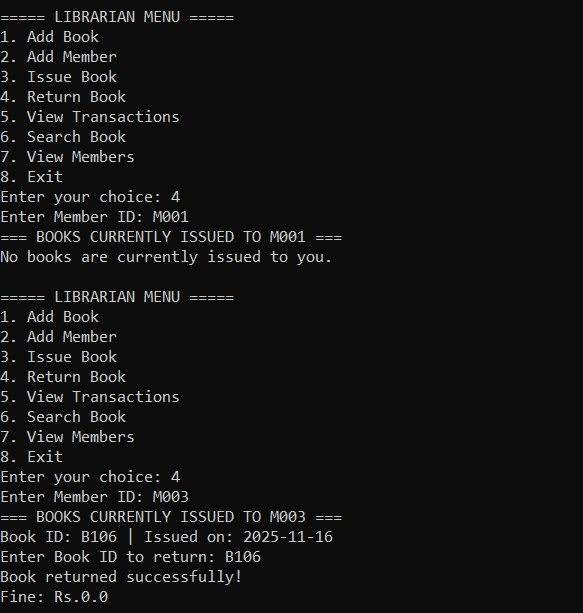 ===== LIBRARIAN MENU =====
1. Add Book
2. Add Member
3. Issue Book
4. Return Book
5. View Transactions
6. Search Book
7. View Members
8. Exit
Enter your choice: 4
Enter Member ID: M001
=== BOOKS CURRENTLY ISSUED TO M001 ===
No books are currently issued to you.

===== LIBRARIAN MENU =====
1. Add Book
2. Add Member
3. Issue Book
4. Return Book
5. View Transactions
6. Search Book
7. View Members
8. Exit
Enter your choice: 4
Enter Member ID: M003
=== BOOKS CURRENTLY ISSUED TO M003 ===
Book ID: B106 | Issued on: 2025-11-16
Enter Book ID to return: B106
Book returned successfully!
Fine: Rs.0.0